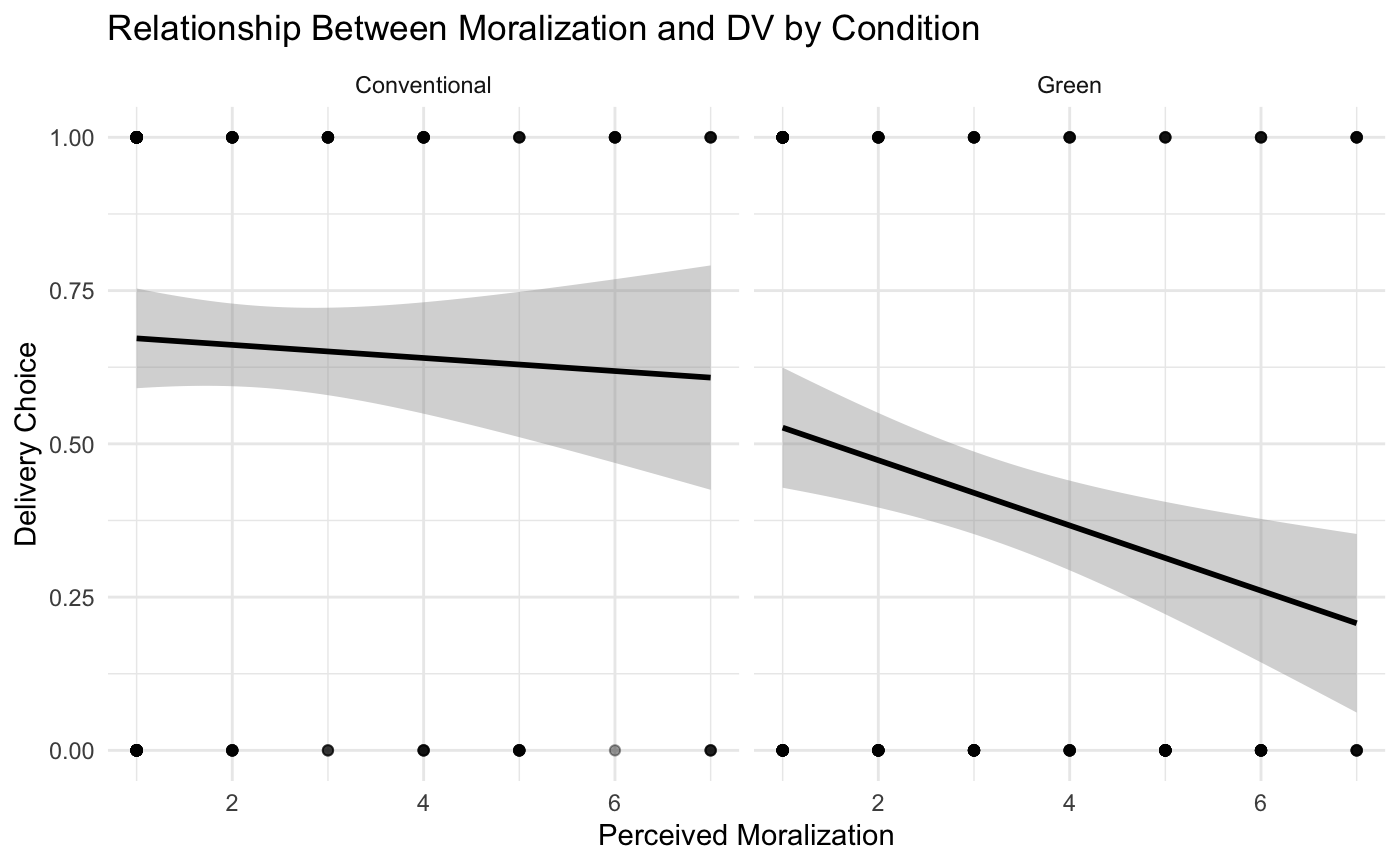 Relationship Between Moralization and DV by Condition
Conventional
Green
1.00
0.75
0.50
0.25
0.00
Delivery Choice
2
4
6
2
4
6
Perceived Moralization